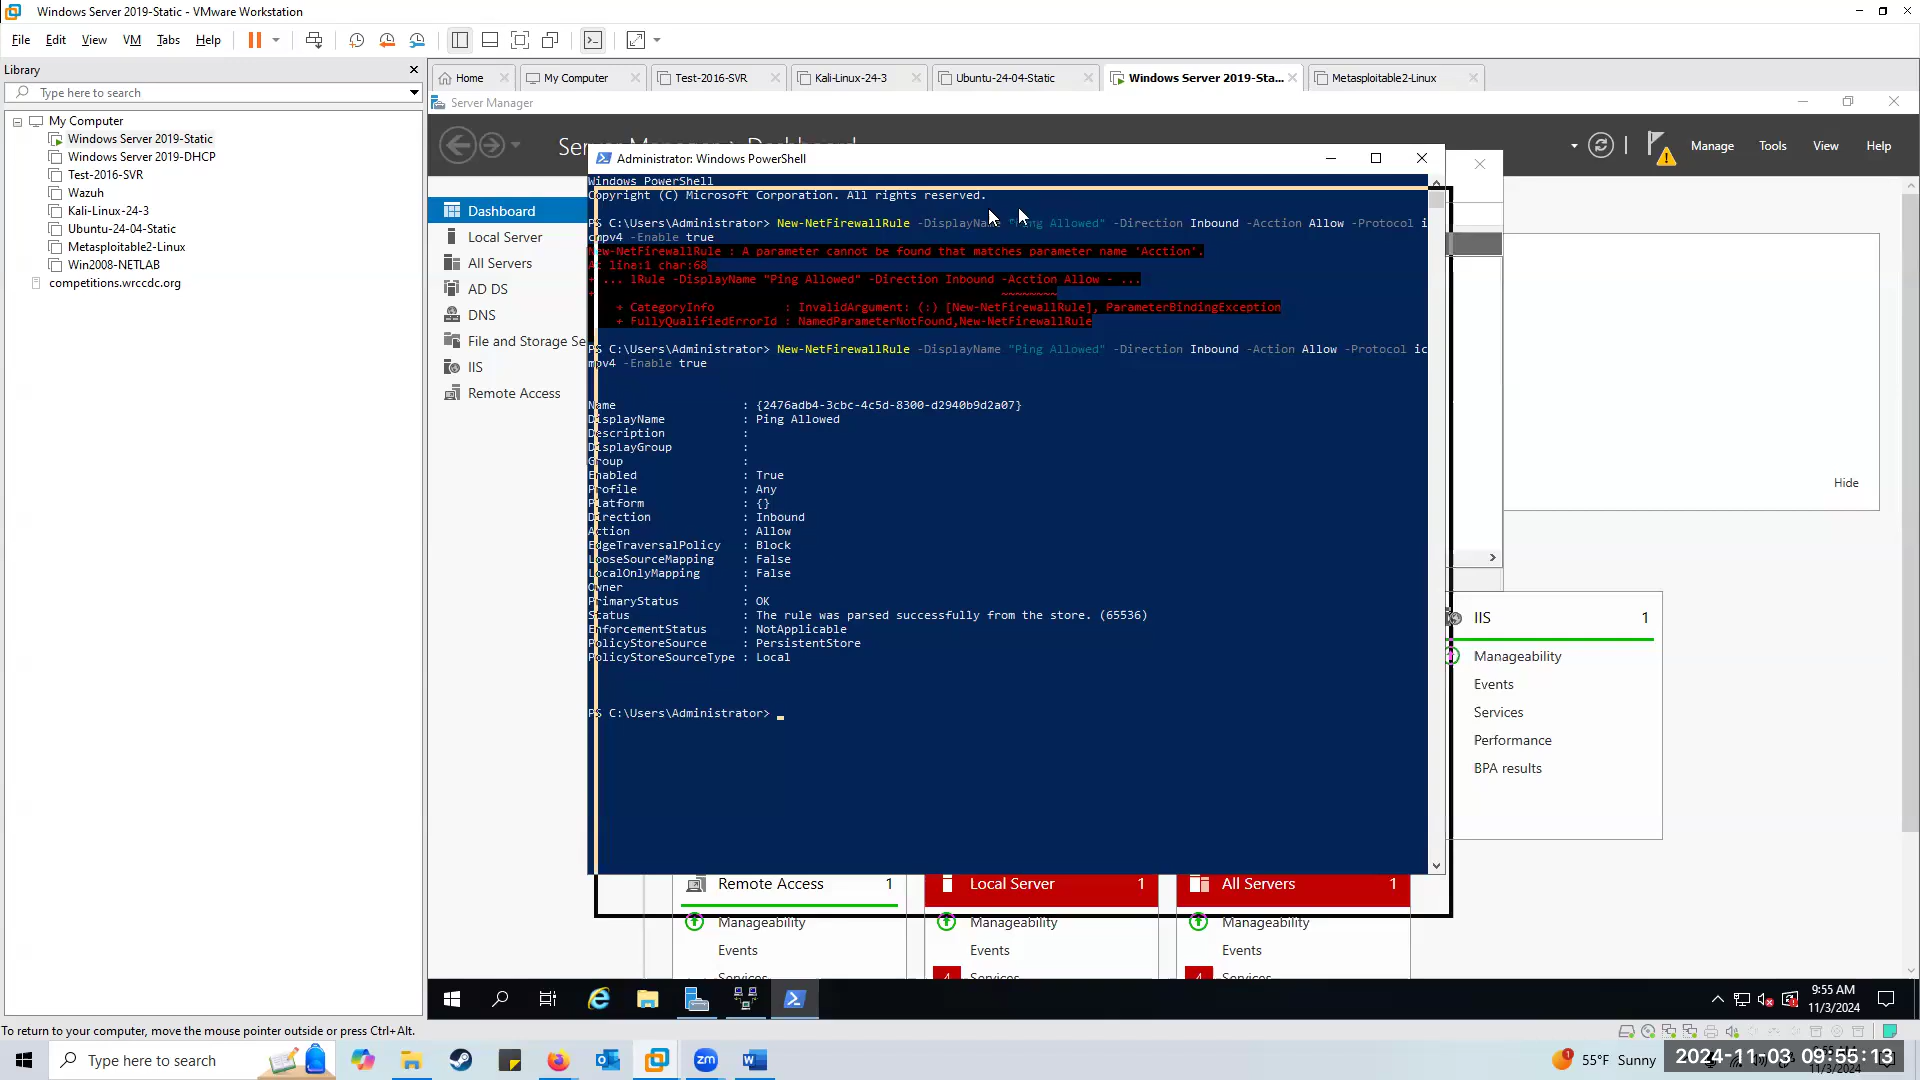 Windows Server 2019-Static - VMware Workstation
File Edit View VM Tabs Help
Library
Type here to search
My Computer
Windows Server 2019-Static
Windows Server 2019-DHCP
Test-2016-SVR
Wazuh
Kali-Linux-24-3
Ubuntu-24-04-Static
Metasploitable2-Linux
Win2008-NETLAB
competitions.wrccdc.org
Home My Computer Test-2016-SVR Kali-Linux-24-3 Ubuntu-24-04-Static Windows Server 2019-Sta... Metasploitable2-Linux
Server Manager
Manage Tools View Help
Dashboard
Local Server
All Servers
AD DS
DNS
File and Storage Se
IIS
Remote Access
Administrator: Windows PowerShell
Windows PowerShell
Copyright (C) Microsoft Corporation. All rights reserved.
PS C:\Users\Administrator> New-NetFirewallRule -DisplayName "Ping Allowed" -Direction Inbound -Acction Allow -Protocol i
cmpv4 -Enable true
New-NetFirewallRule : A parameter cannot be found that matches parameter name 'Acction'.
At line:1 char:68
+ ... lRule -DisplayName "Ping Allowed" -Direction Inbound -Acction Allow - ...
+ ~~~~~~~~
+ CategoryInfo : InvalidArgument: (:) [New-NetFirewallRule], ParameterBindingException
+ FullyQualifiedErrorId : NamedParameterNotFound,New-NetFirewallRule
PS C:\Users\Administrator> New-NetFirewallRule -DisplayName "Ping Allowed" -Direction Inbound -Action Allow -Protocol ic
mpv4 -Enable true
Name : {2476adb4-3cbc-4c5d-8300-d2940b9d2a07}
DisplayName : Ping Allowed
Description :
DisplayGroup :
Group :
Enabled : True
Profile : Any
Platform : {}
Direction : Inbound
Action : Allow
EdgeTraversalPolicy : Block
LooseSourceMapping : False
LocalOnlyMapping : False
Owner :
PrimaryStatus : OK
Status : The rule was parsed successfully from the store. (65536)
EnforcementStatus : NotApplicable
PolicyStoreSource : PersistentStore
PolicyStoreSourceType : Local
PS C:\Users\Administrator>
Hide
IIS 1
Manageability
Events
Services
Performance
BPA results
Remote Access 1
Manageability
Events
Services
Local Server 1
Manageability
Events
4 Services
All Servers 1
Manageability
Events
4 Services
9:55 AM
11/3/2024
To return to your computer, move the mouse pointer outside or press Ctrl+Alt.
Type here to search
55°F Sunny
2024-11-03 09:55:13